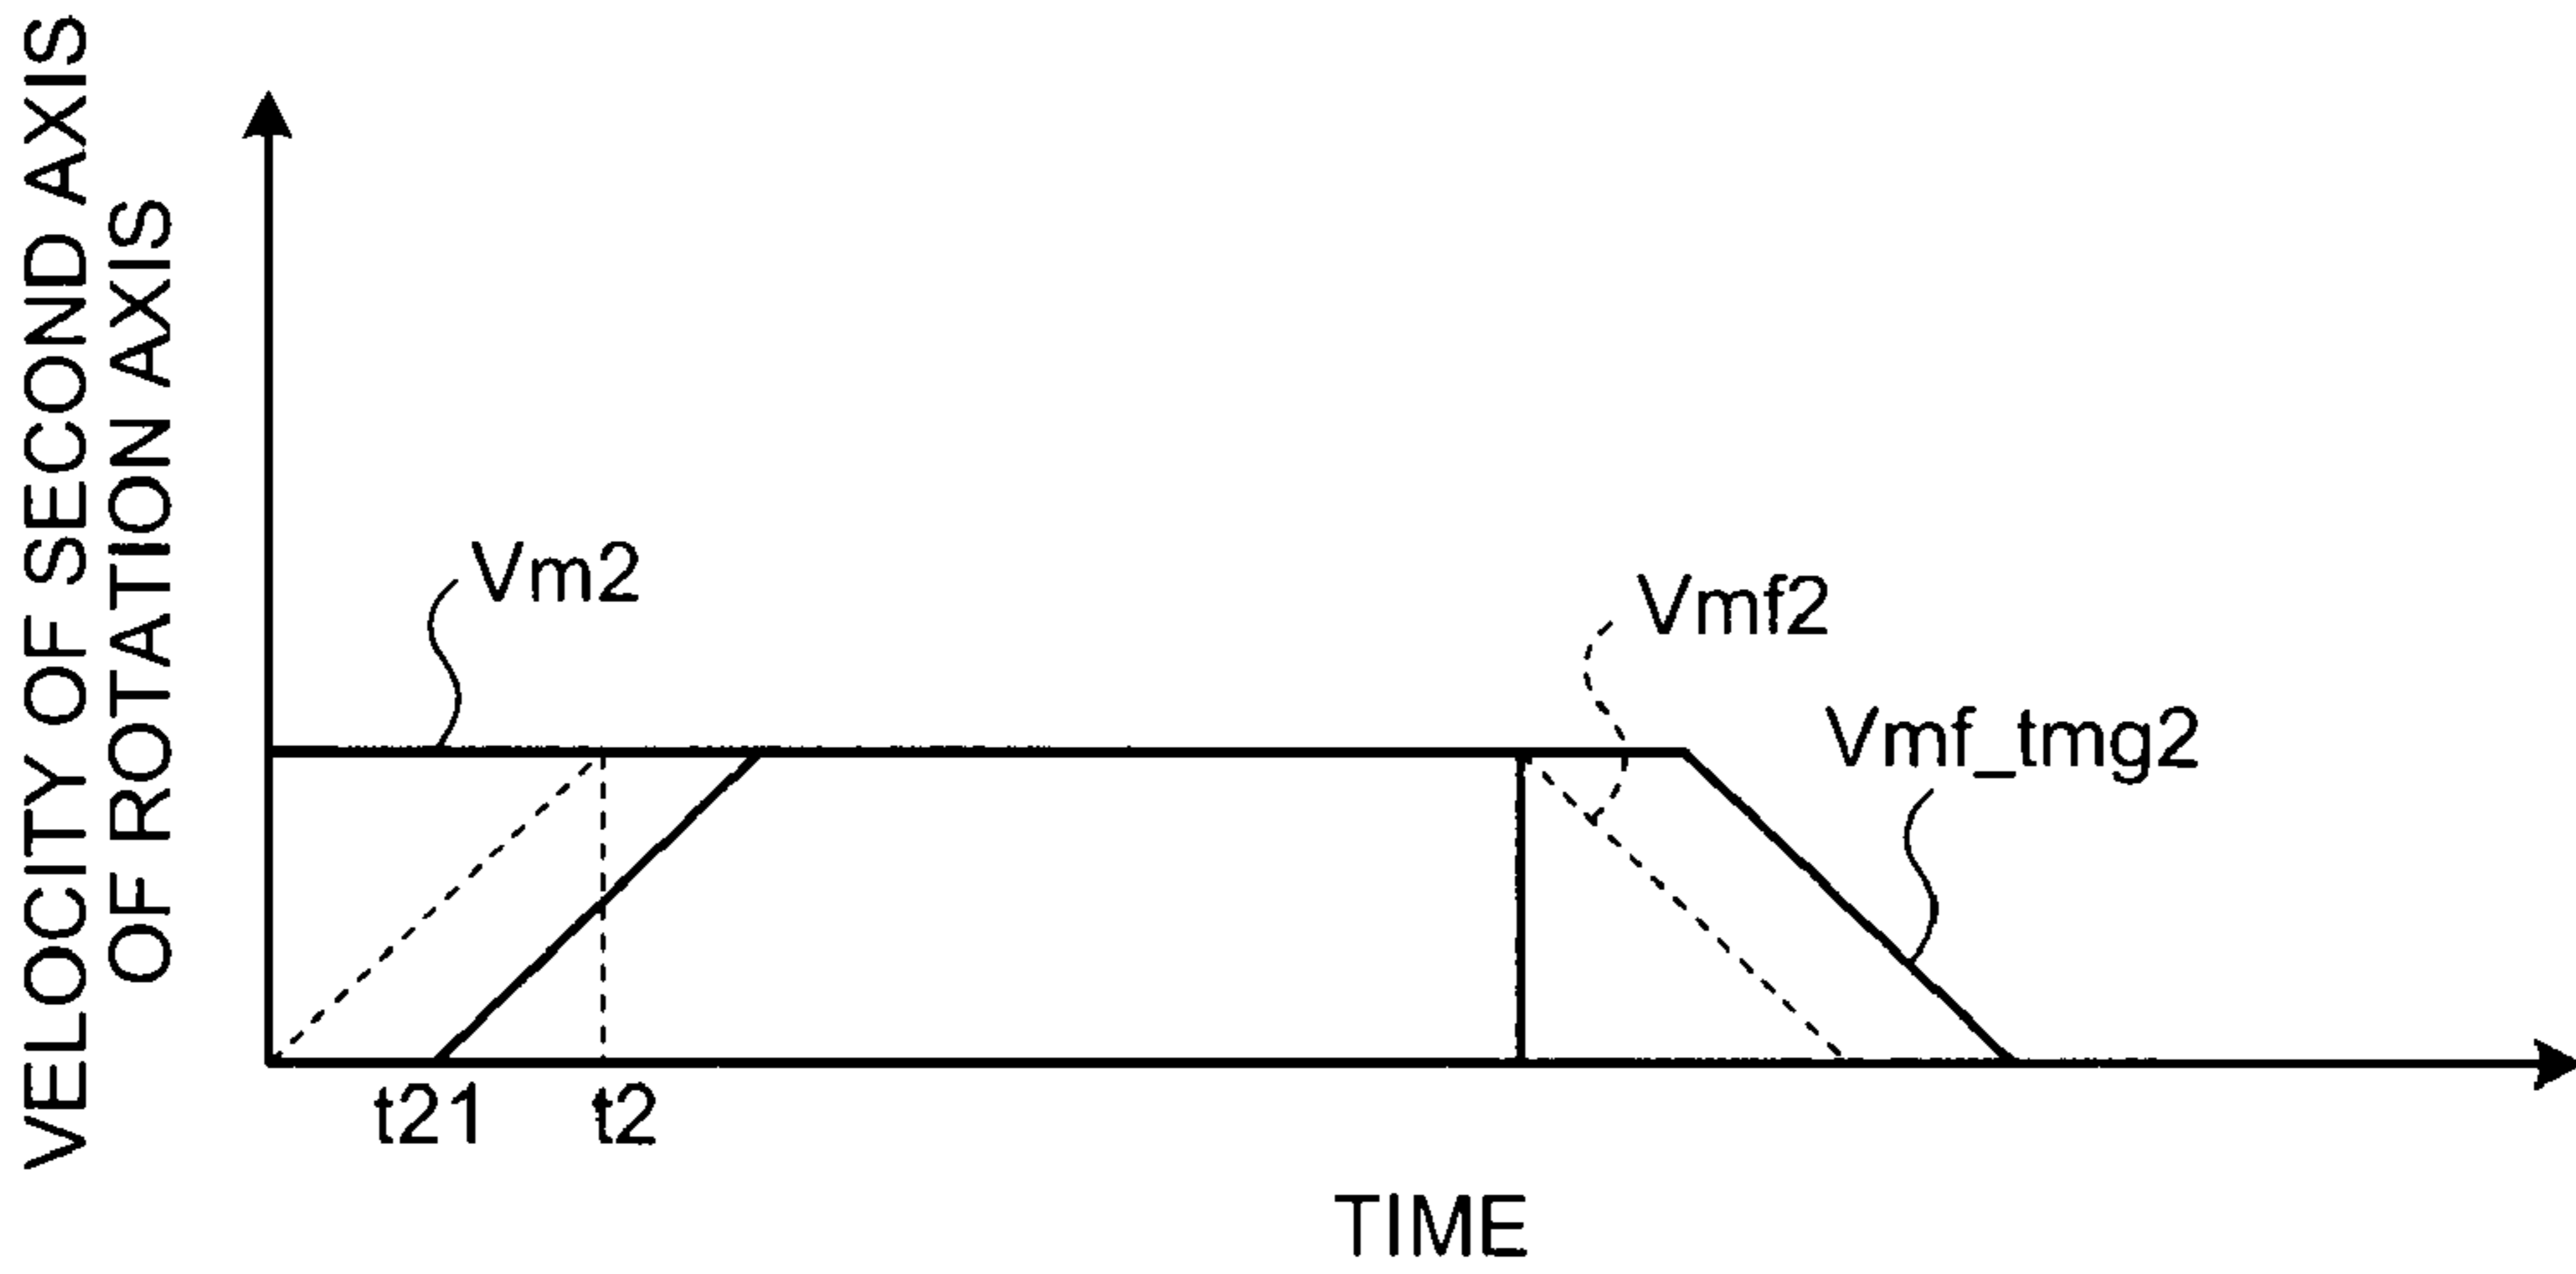 VELOCITY OF SECOND AXIS
OF ROTATION AXIS
Vm2
Vmf2
Vmf_tmg2
t21
t2
TIME